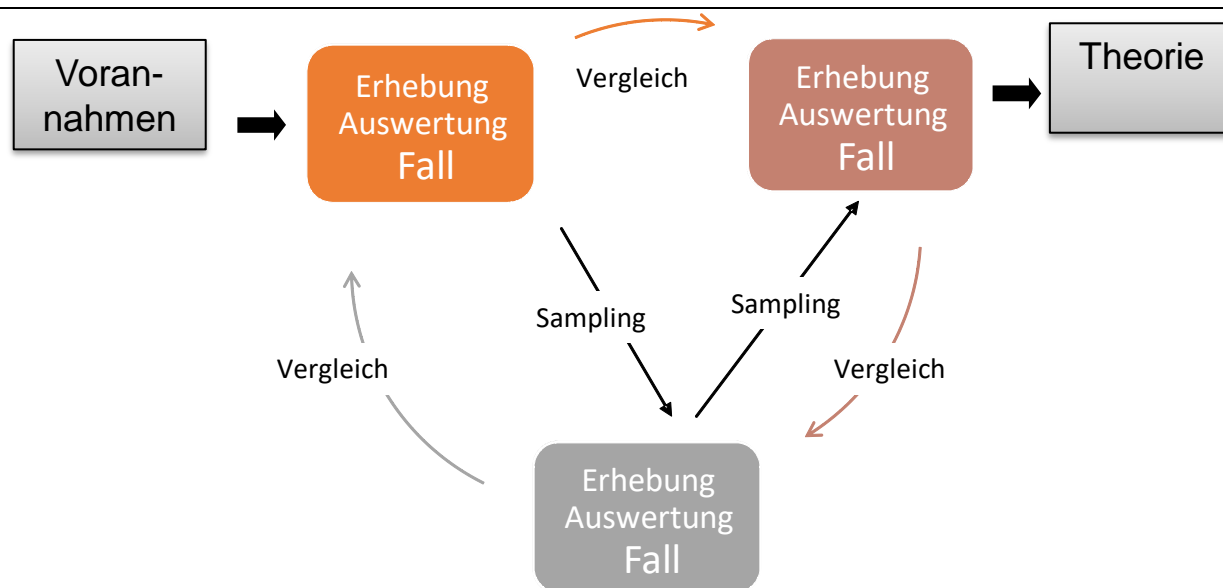 Voran-
nahmen
Erhebung
Auswertung
Fall
Vergleich
Erhebung
Auswertung
Fall
Theorie
Sampling
Sampling
Vergleich
Vergleich
Erhebung
Auswertung
Fall